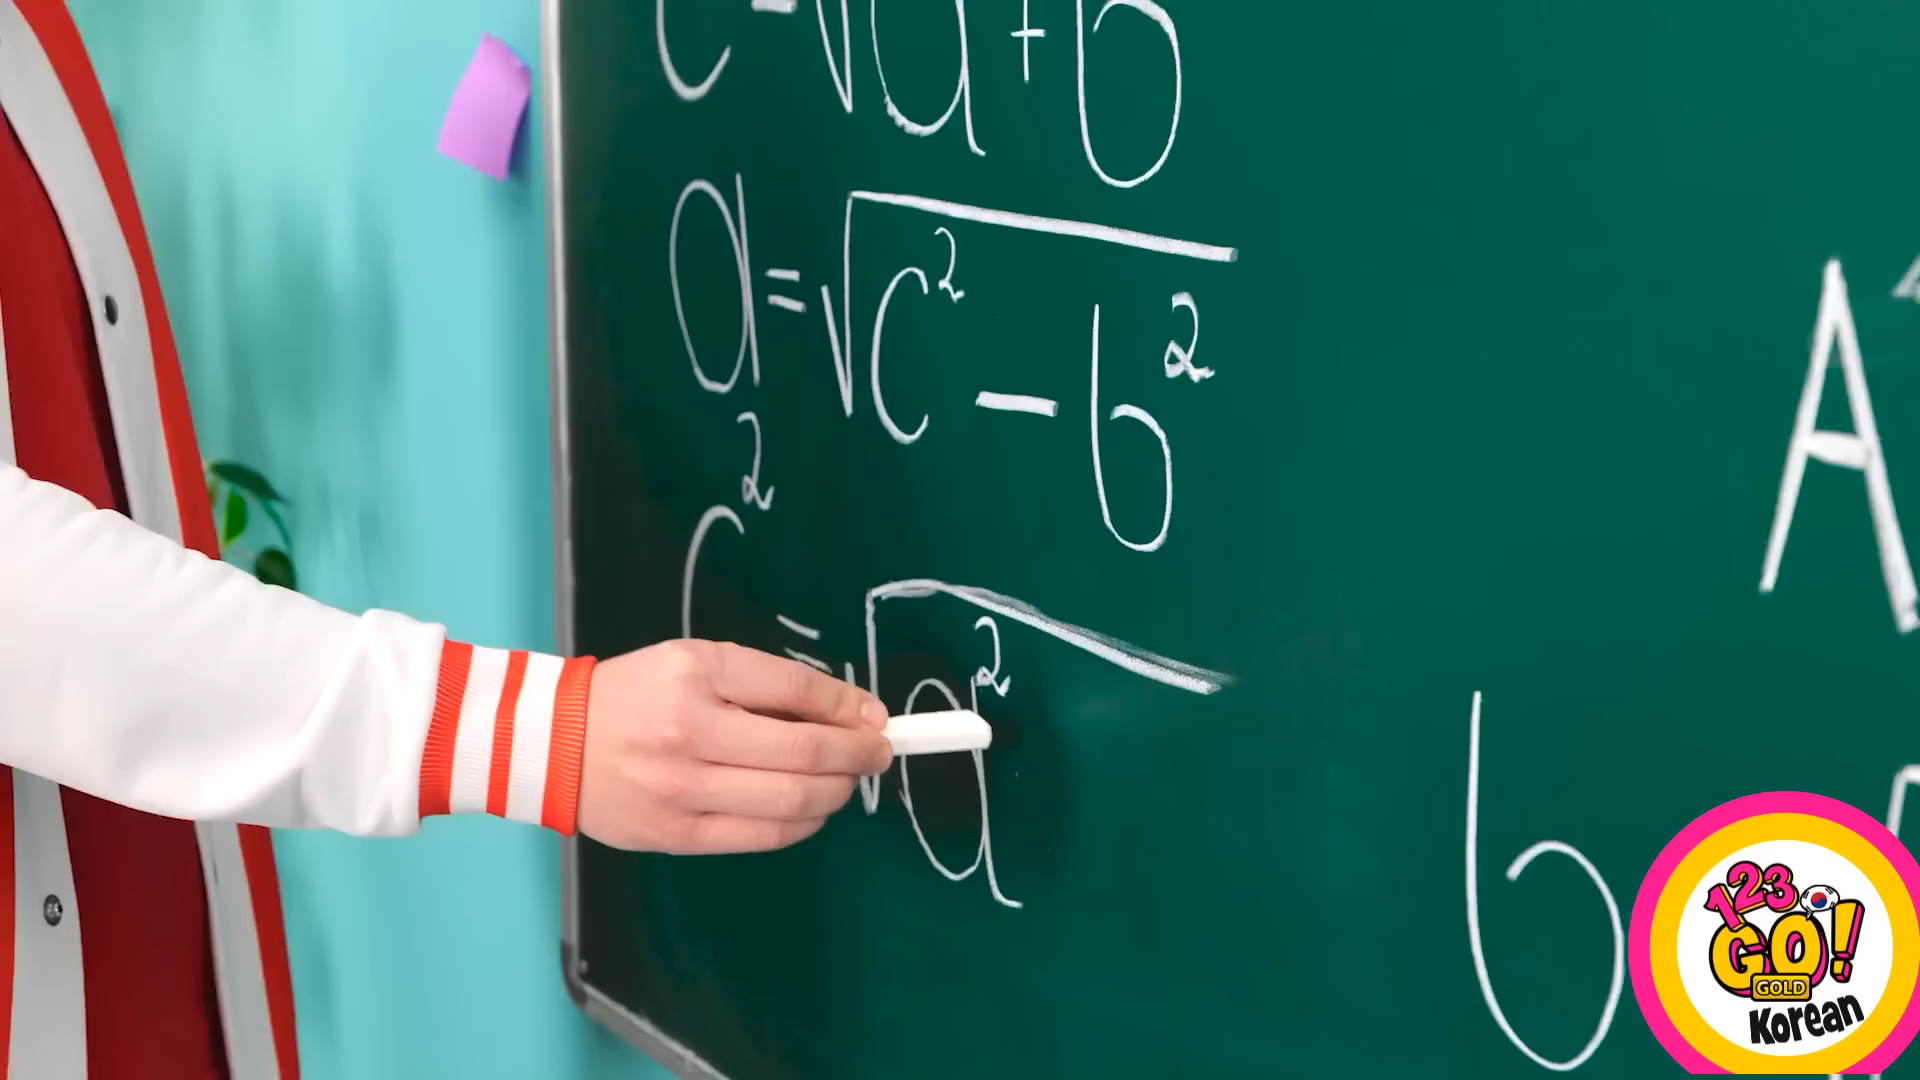 c = √a + b
a = √c² - b²
c² = √a²
A
b
123 GO! GOLD Korean